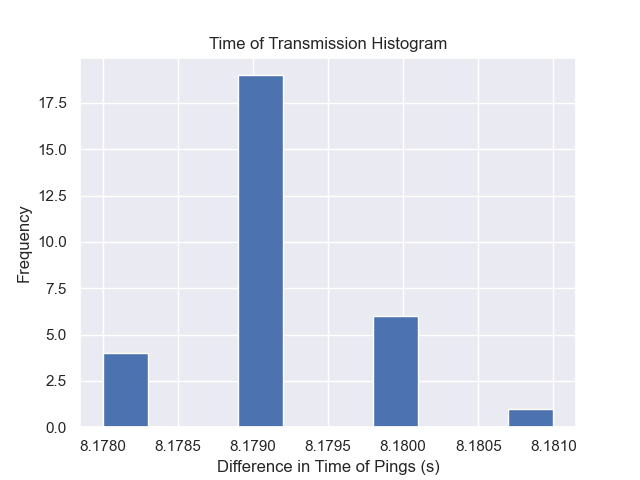 Time of Transmission Histogram
17.5
15.0
12.5
10.0
7.5
5.0
2.5
0.0
Frequency
8.1780 8.1785 8.1790 8.1795 8.1800 8.1805 8.1810
Difference in Time of Pings (s)